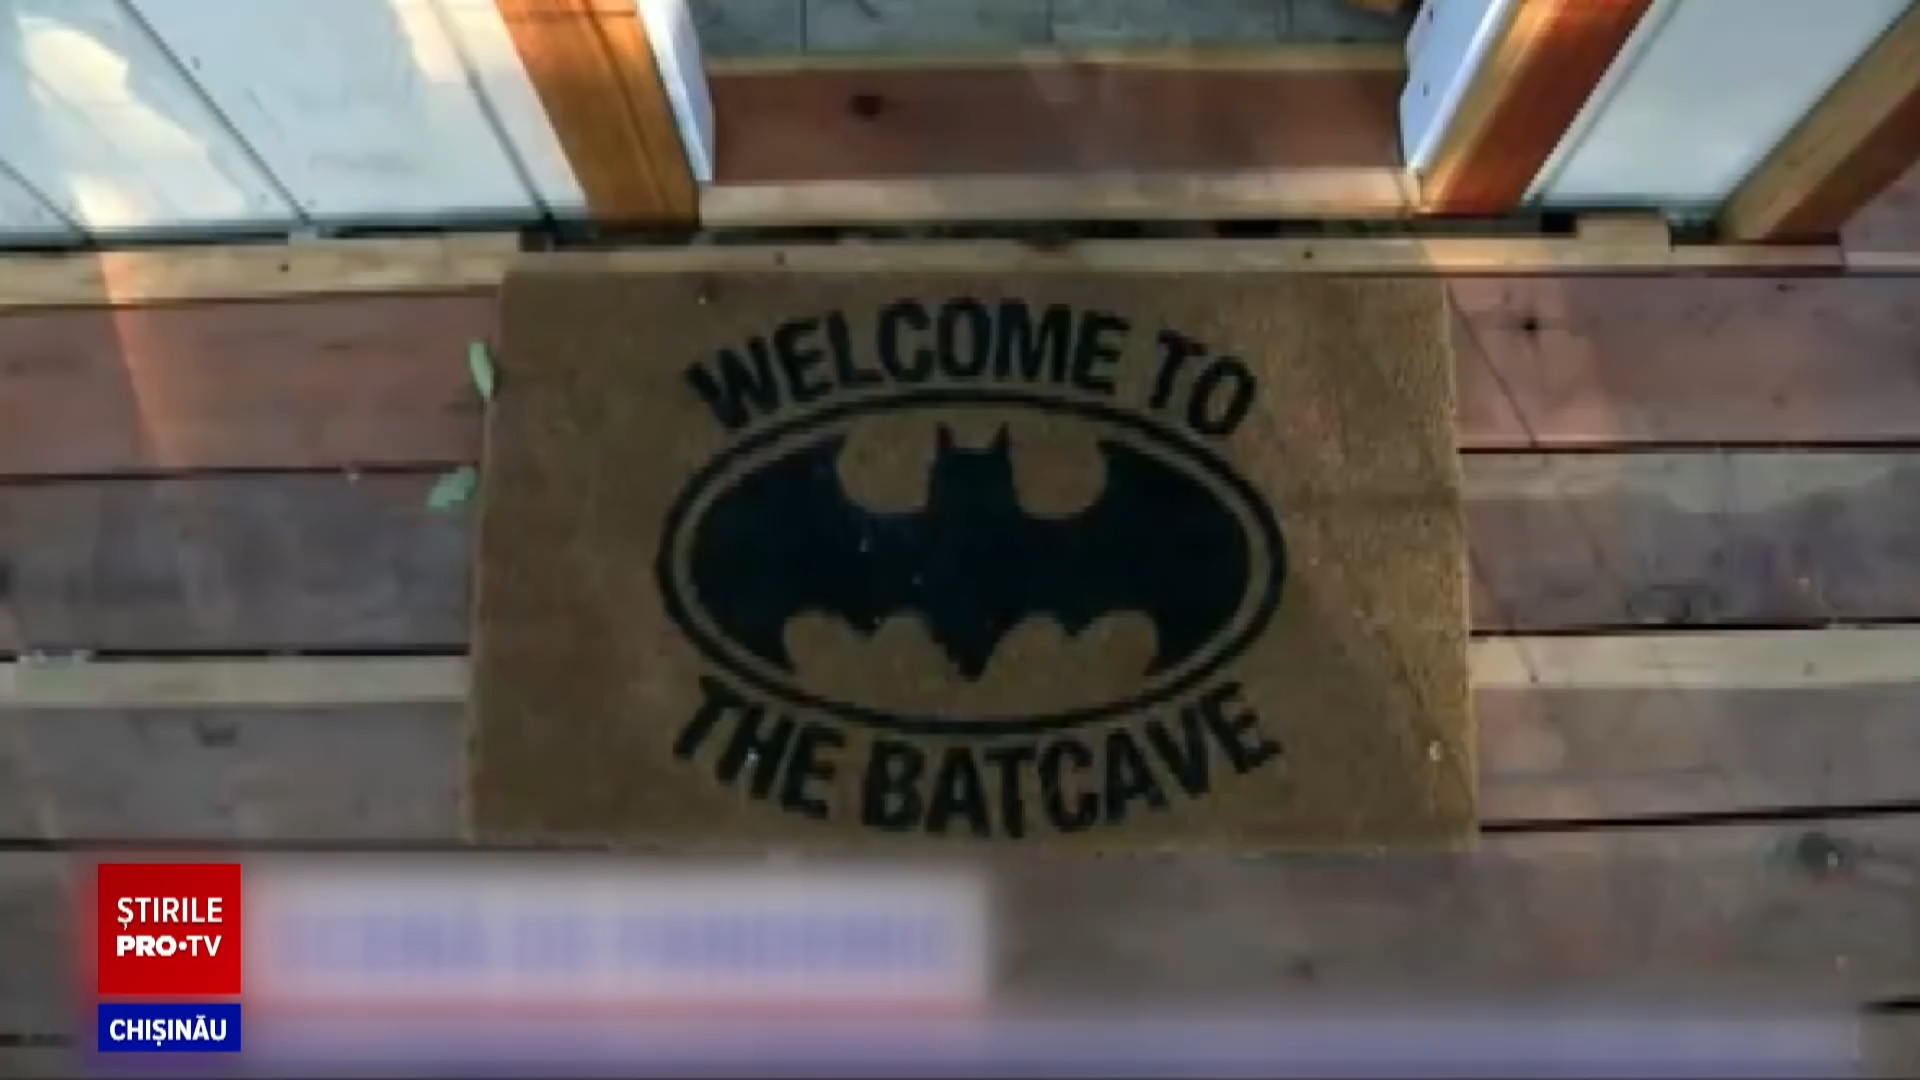 WELCOME TO
THE BATCAVE
ȘTIRILE
PRO•TV
CHIȘINĂU